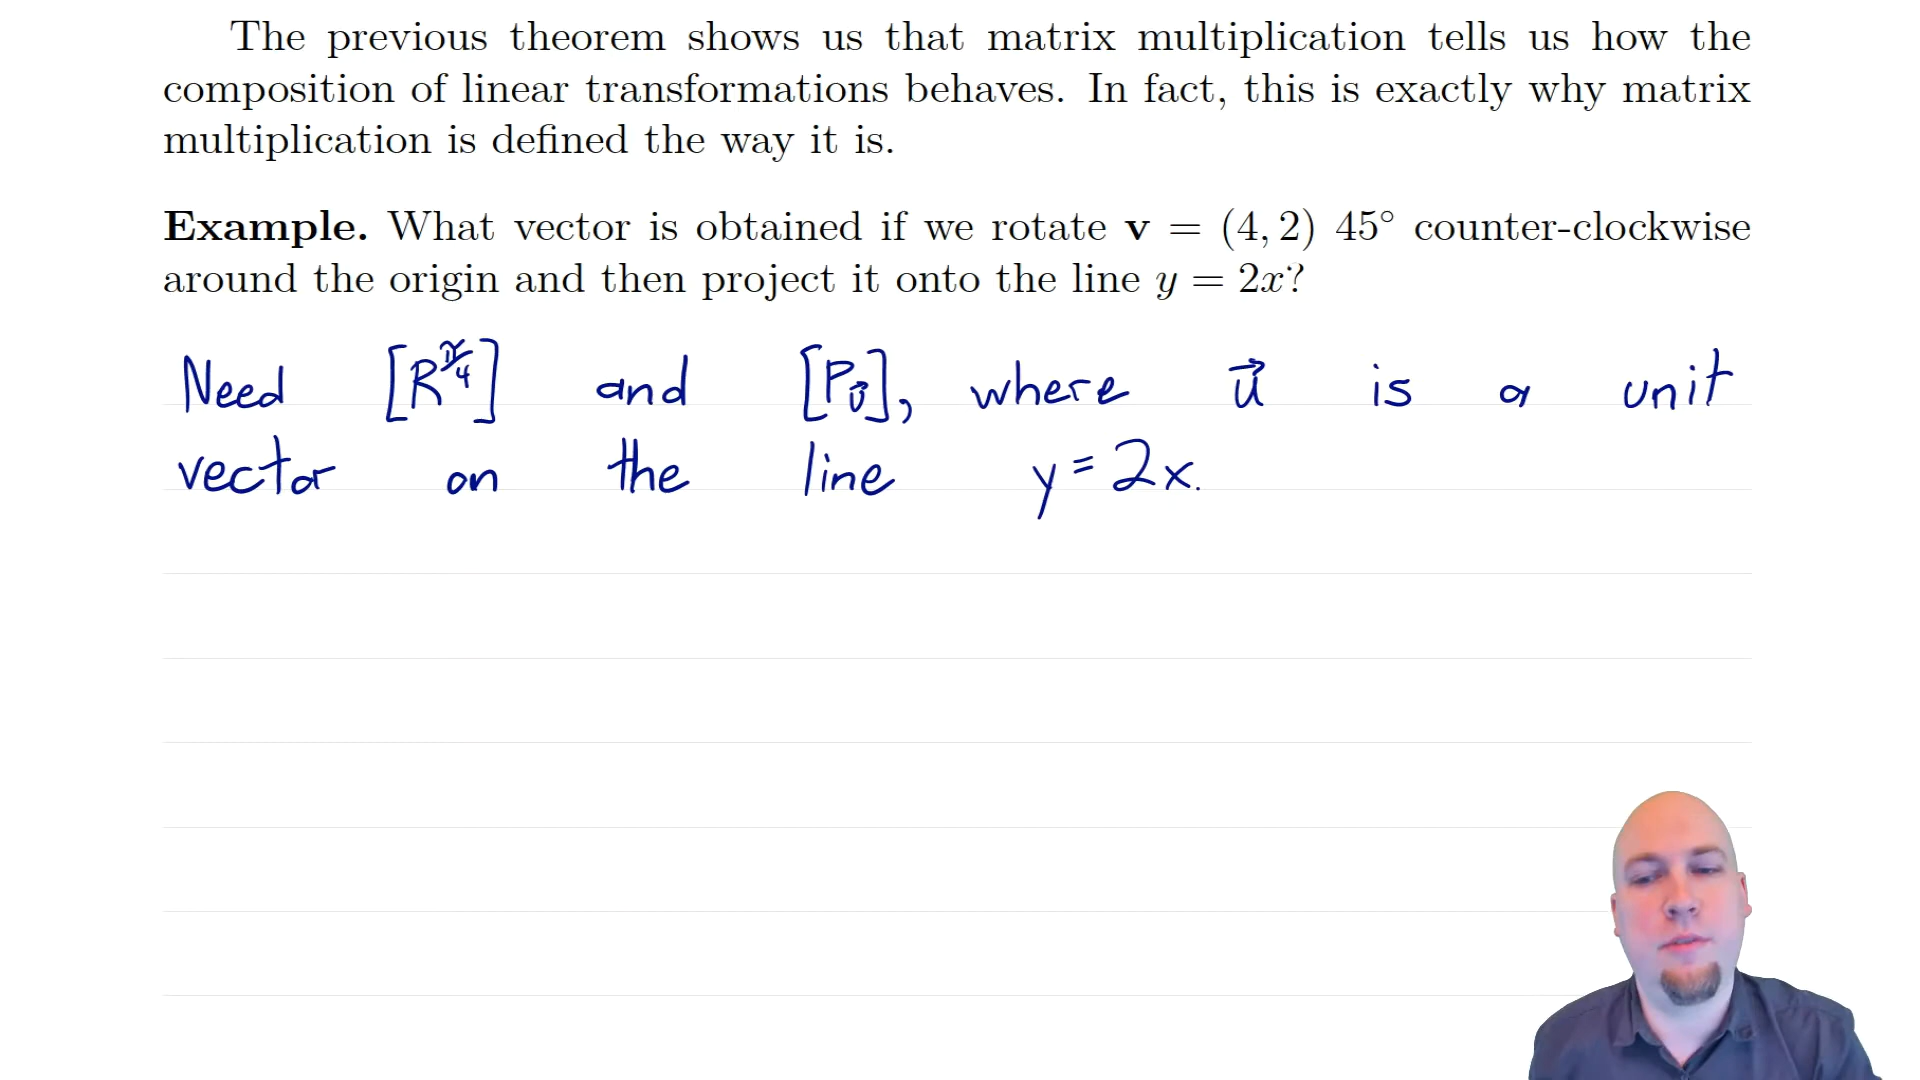 The previous theorem shows us that matrix multiplication tells us how the
composition of linear transformations behaves. In fact, this is exactly why matrix
multiplication is defined the way it is.
Example. What vector is obtained if we rotate v = (4, 2) 45° counter-clockwise
around the origin and then project it onto the line y = 2x?
Need [R^{π/4}] and [P_{u⃗}], where u⃗ is a unit
vector on the line y = 2x.